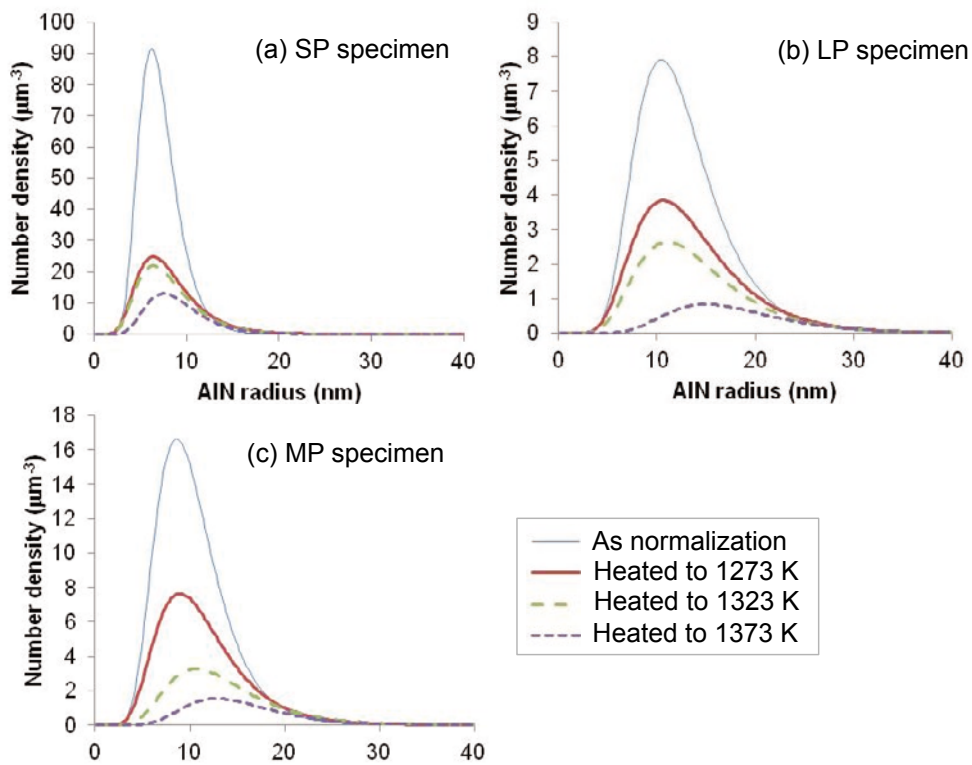 (a) SP specimen
Number density (µm⁻³)
100
90
80
70
60
50
40
30
20
10
0
0 10 20 30 40
AlN radius (nm)
(b) LP specimen
Number density (µm⁻³)
9
8
7
6
5
4
3
2
1
0
0 10 20 30 40
AlN radius (nm)
(c) MP specimen
Number density (µm⁻³)
18
16
14
12
10
8
6
4
2
0
0 10 20 30 40
As normalization
Heated to 1273 K
Heated to 1323 K
Heated to 1373 K